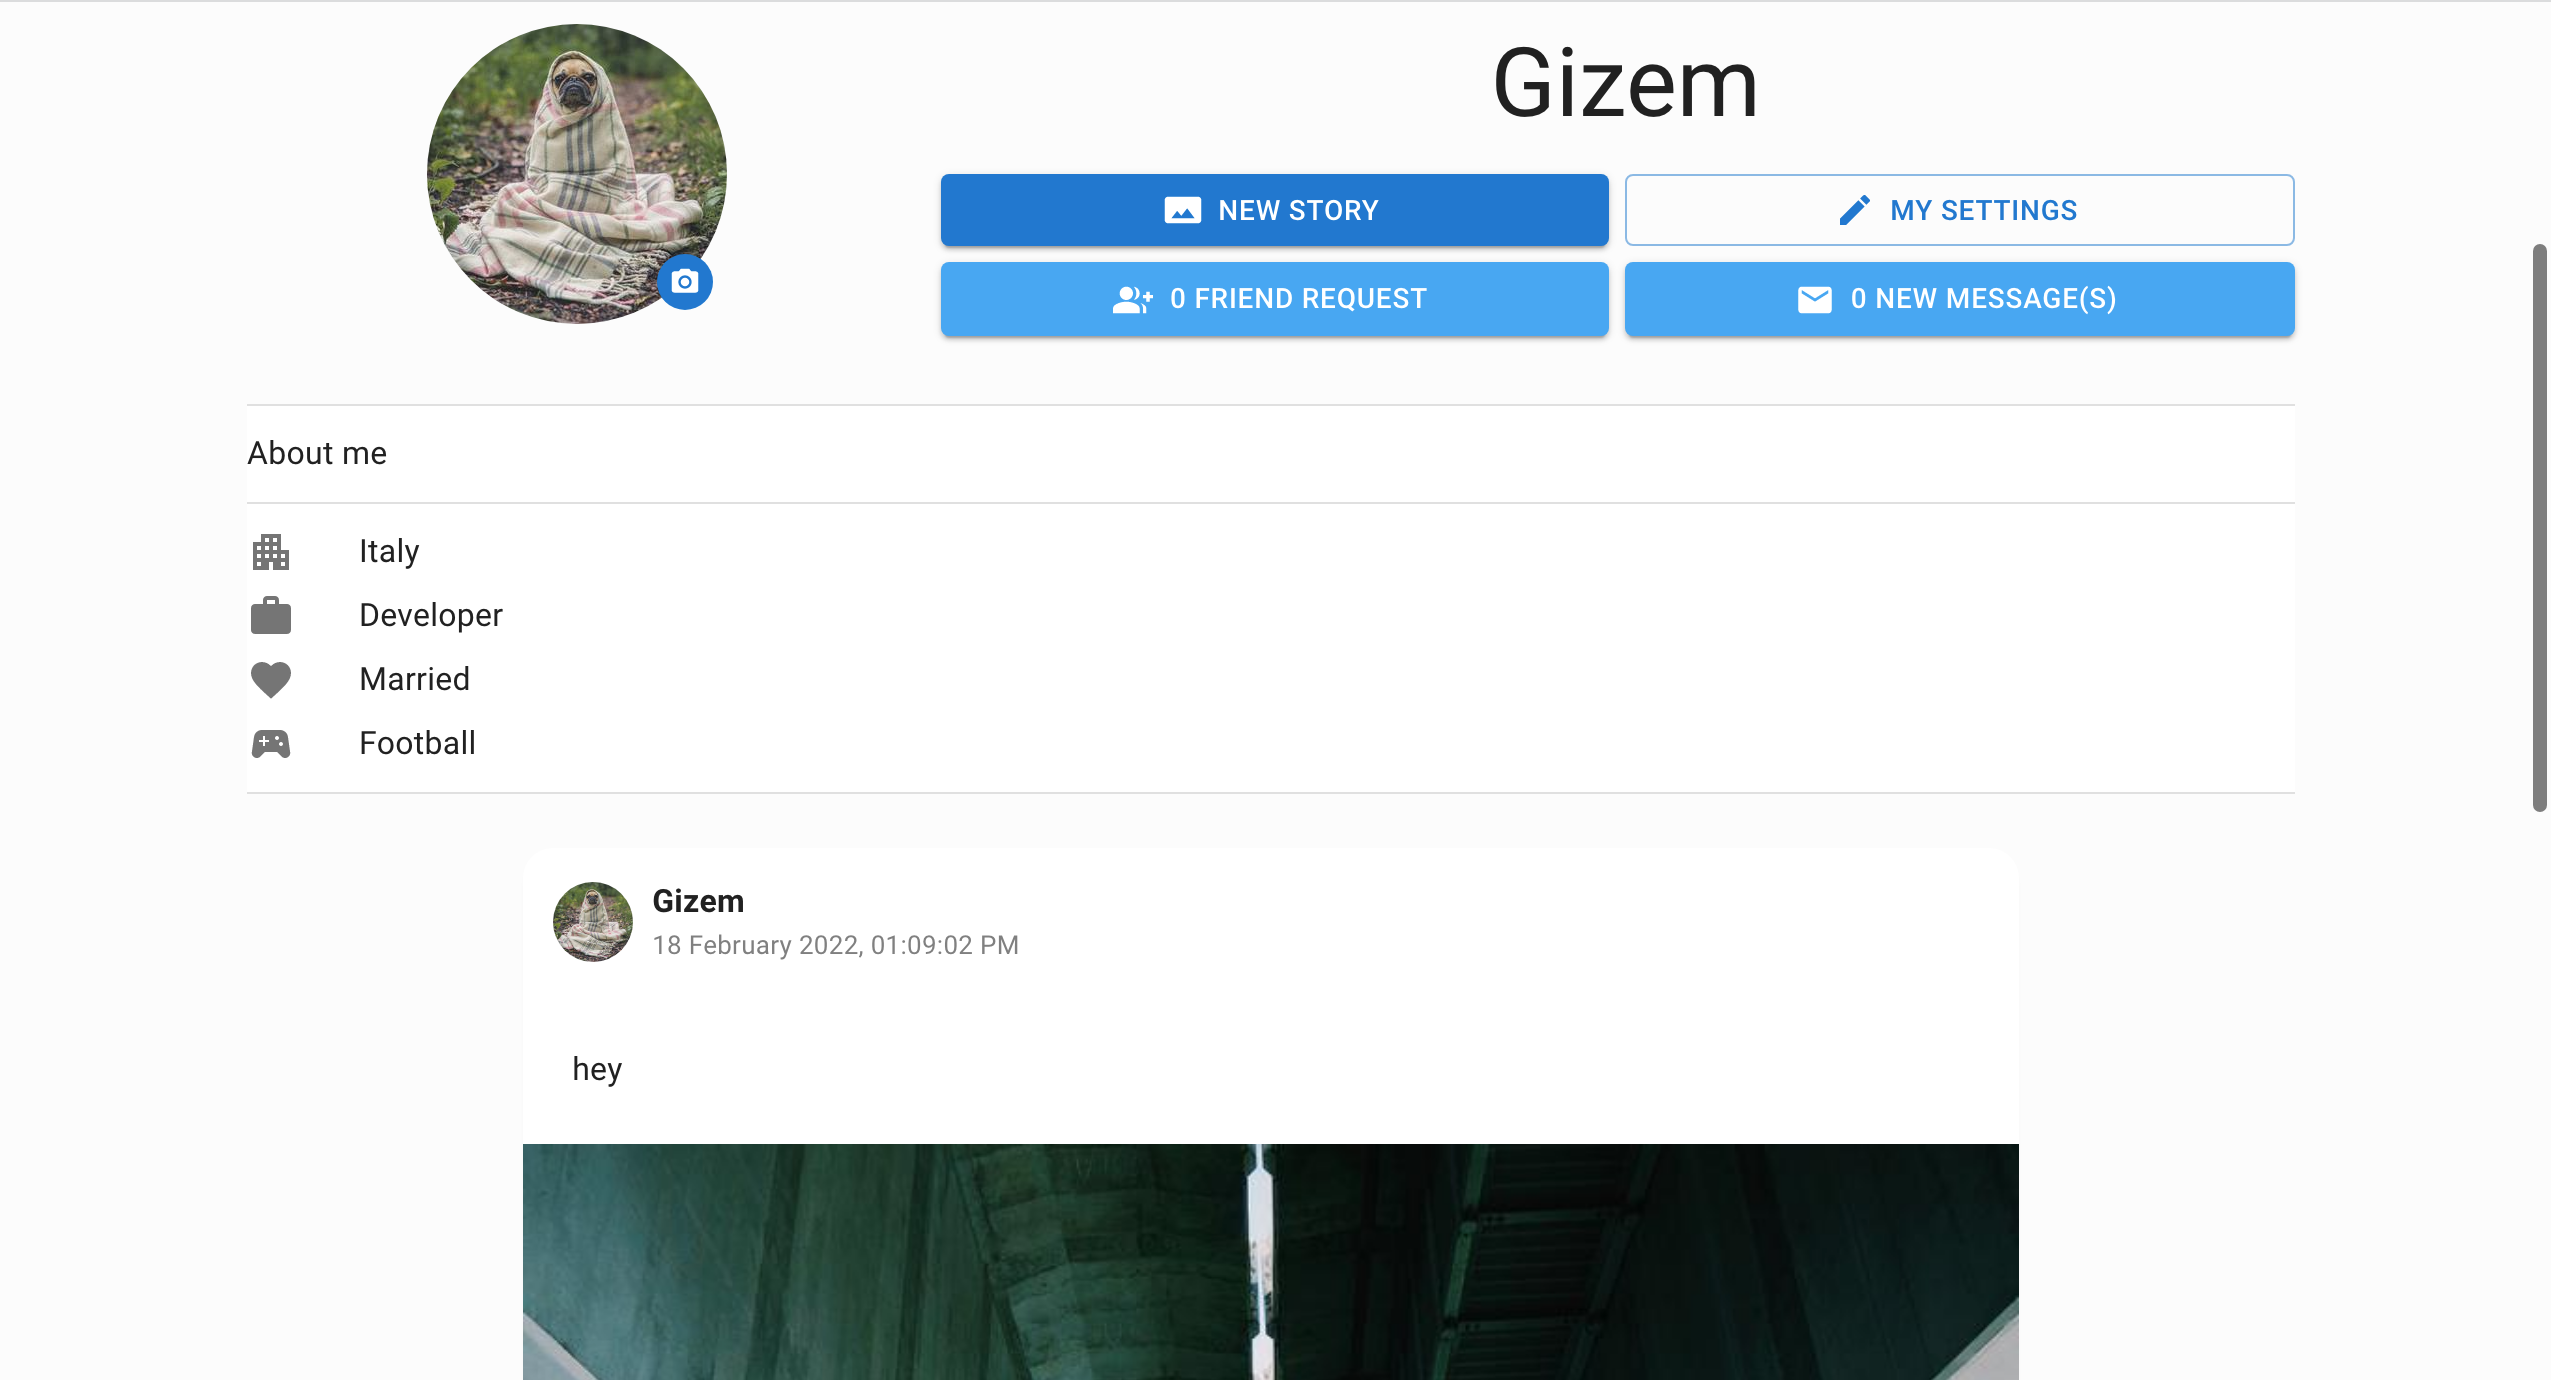 Gizem
NEW STORY
MY SETTINGS
0 FRIEND REQUEST
0 NEW MESSAGE(S)
About me
Italy
Developer
Married
Football
Gizem
18 February 2022, 01:09:02 PM
hey